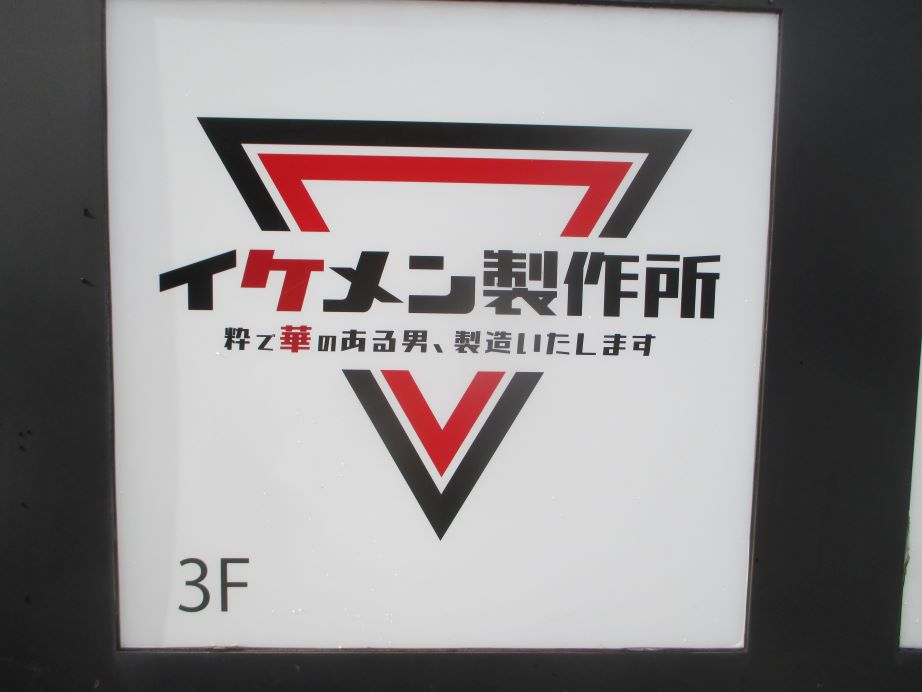 イケメン製作所
粋で華のある男、製造いたします
3F